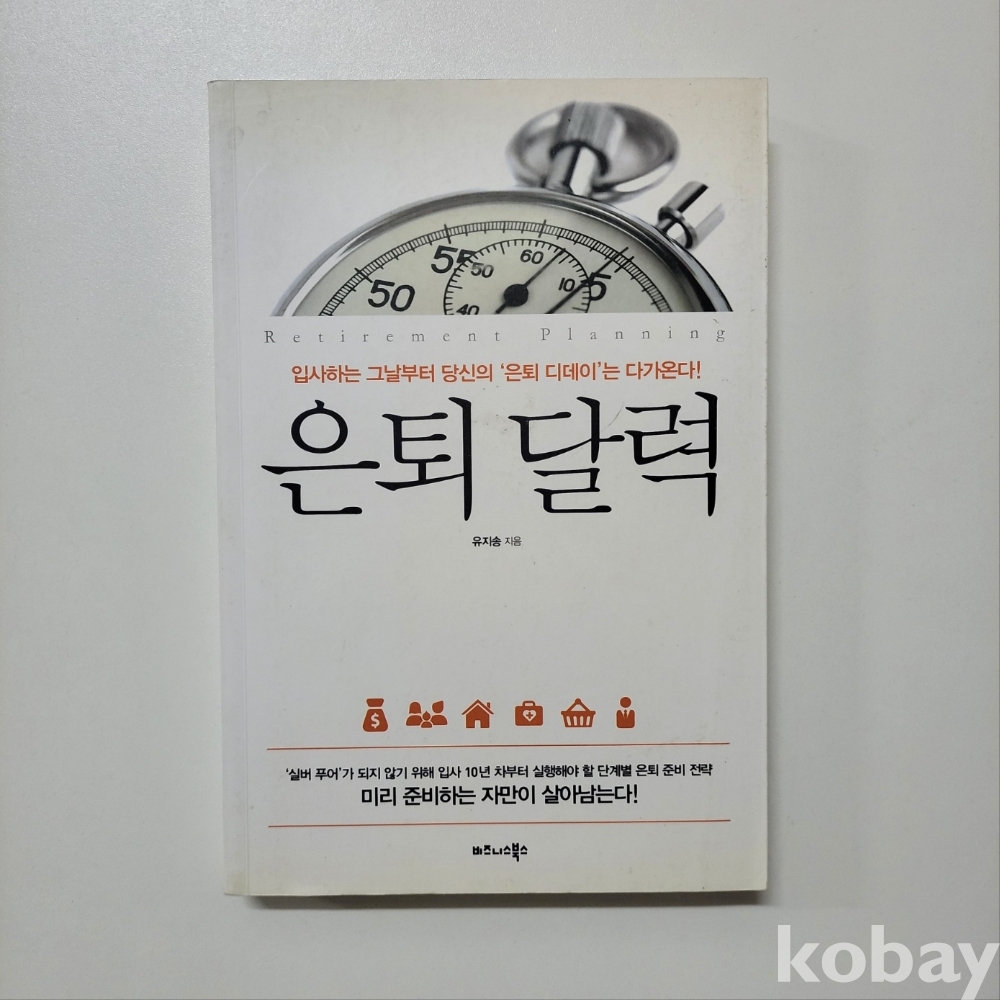 55
50
50
60
10
5
40
Retirement Planning
입사하는 그날부터 당신의 '은퇴 디데이'는 다가온다!
은퇴 달력
유지송 지음
$
'실버 푸어'가 되지 않기 위해 입사 10년 차부터 실행해야 할 단계별 은퇴 준비 전략
미리 준비하는 자만이 살아남는다!
비즈니스북스
kobay